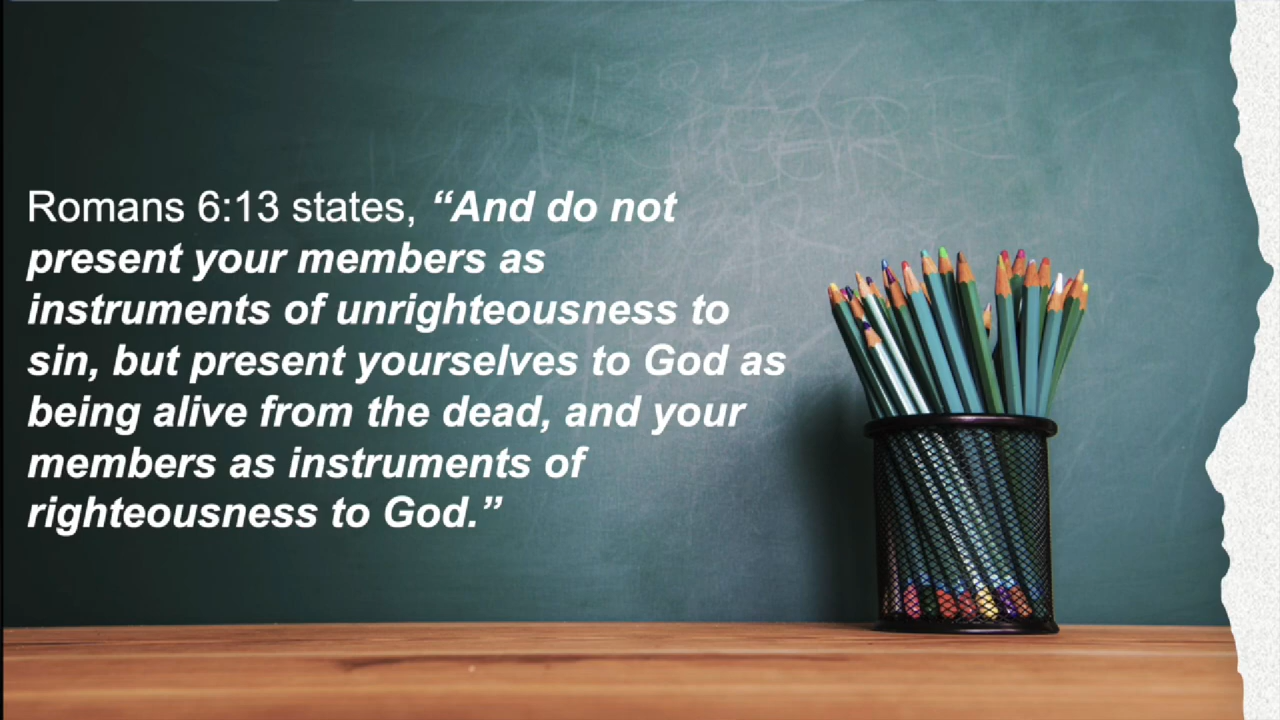 Romans 6:13 states, “And do not
present your members as
instruments of unrighteousness to
sin, but present yourselves to God as
being alive from the dead, and your
members as instruments of
righteousness to God.”